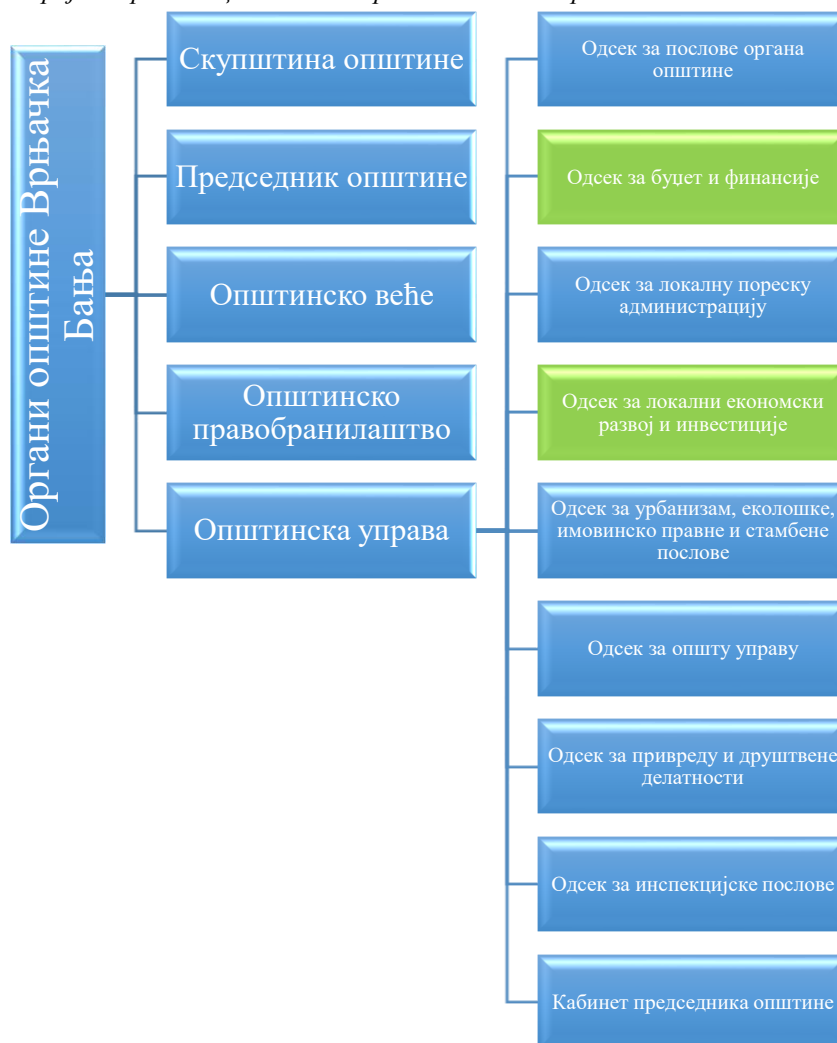 Органи општине Врњачка
Бања
Скупштина општине
Председник општине
Општинско веће
Општинско
правобранилаштво
Општинска управа
Одсек за послове органа
општине
Одсек за буџет и финансије
Одсек за локалну пореску
администрацију
Одсек за локални економски
развој и инвестиције
Одсек за урбанизам, еколошке,
имовинско правне и стамбене
послове
Одсек за општу управу
Одсек за привреду и друштвене
делатности
Одсек за инспекцијске послове
Кабинет председника општине